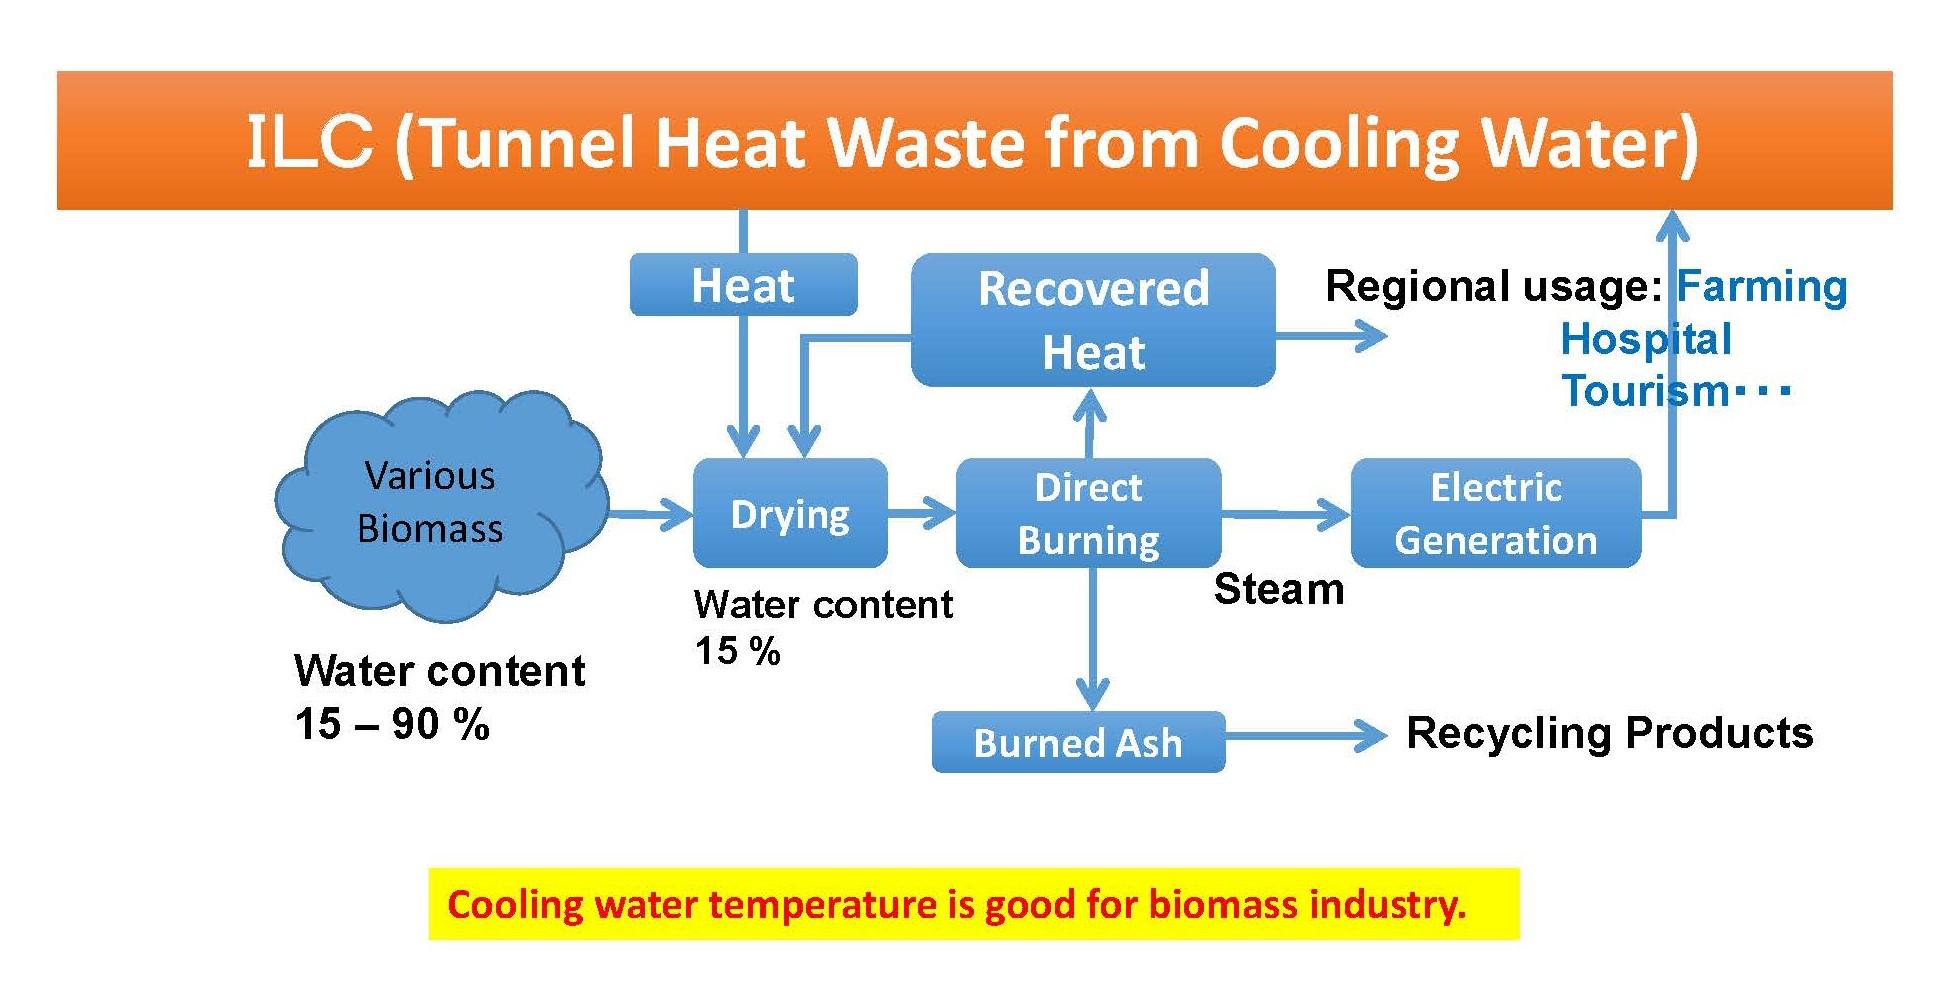 ILC (Tunnel Heat Waste from Cooling Water)
Heat
Recovered
Heat
Regional usage: Farming
Hospital
Tourism・・・
Various
Biomass
Drying
Direct
Burning
Electric
Generation
Steam
Water content
15 %
Water content
15 – 90 %
Burned Ash
Recycling Products
Cooling water temperature is good for biomass industry.